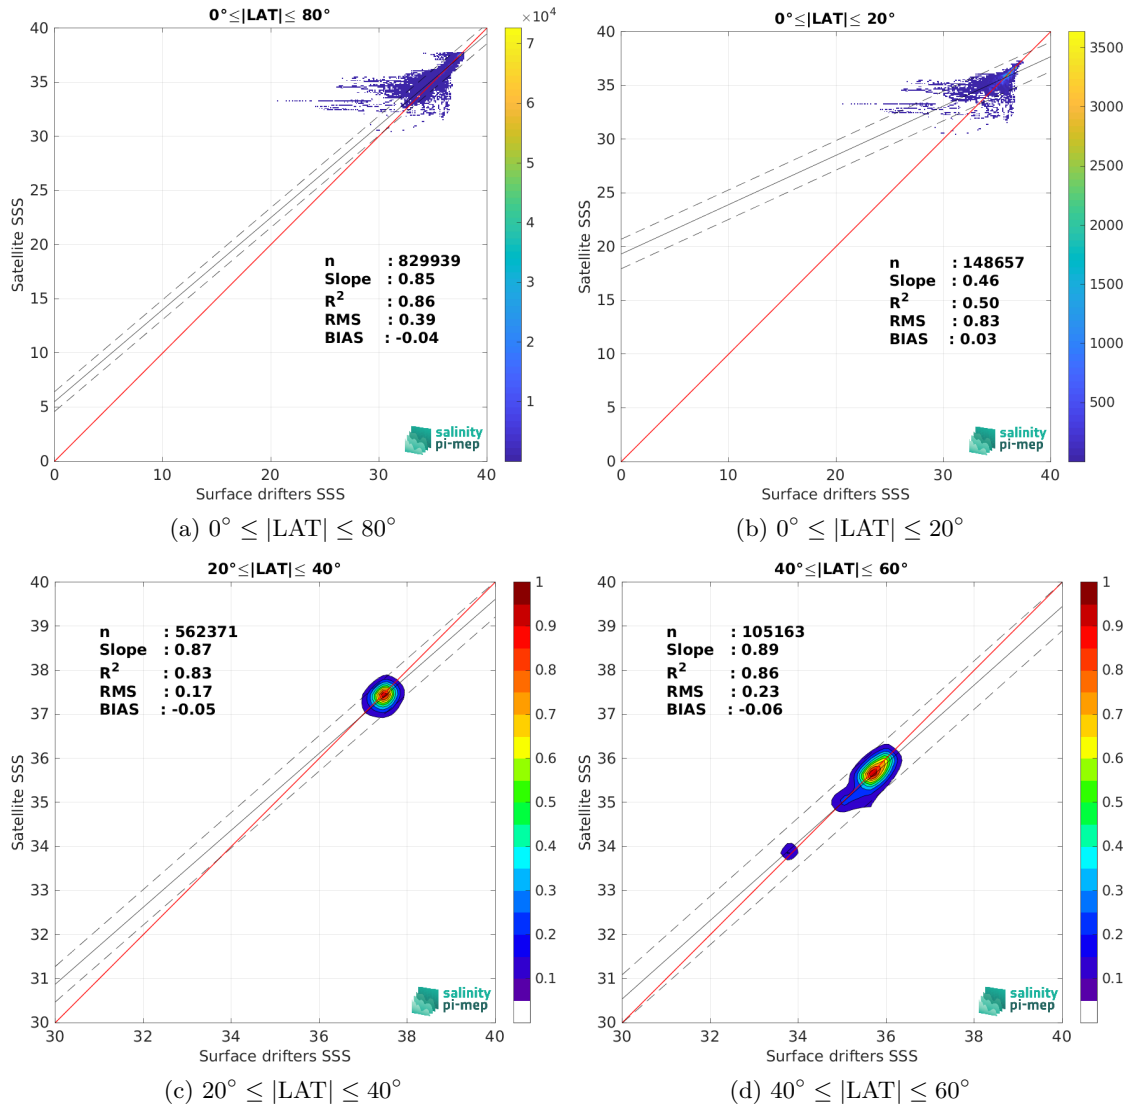 0°≤|LAT|≤ 80°
×10⁴
40
35
30
25
20
15
10
5
0
Satellite SSS
n : 829939
Slope : 0.85
R² : 0.86
RMS : 0.39
BIAS : -0.04
salinity
pi-mep
0 10 20 30 40
Surface drifters SSS
7
6
5
4
3
2
1
(a) 0° ≤ |LAT| ≤ 80°
0°≤|LAT|≤ 20°
40
35
30
25
20
15
10
5
0
Satellite SSS
n : 148657
Slope : 0.46
R² : 0.50
RMS : 0.83
BIAS : 0.03
salinity
pi-mep
0 10 20 30 40
Surface drifters SSS
3500
3000
2500
2000
1500
1000
500
(b) 0° ≤ |LAT| ≤ 20°
20°≤|LAT|≤ 40°
40
39
38
37
36
35
34
33
32
31
30
Satellite SSS
n : 562371
Slope : 0.87
R² : 0.83
RMS : 0.17
BIAS : -0.05
salinity
pi-mep
30 32 34 36 38 40
Surface drifters SSS
1
0.9
0.8
0.7
0.6
0.5
0.4
0.3
0.2
0.1
(c) 20° ≤ |LAT| ≤ 40°
40°≤|LAT|≤ 60°
40
39
38
37
36
35
34
33
32
31
30
Satellite SSS
n : 105163
Slope : 0.89
R² : 0.86
RMS : 0.23
BIAS : -0.06
salinity
pi-mep
30 32 34 36 38 40
Surface drifters SSS
1
0.9
0.8
0.7
0.6
0.5
0.4
0.3
0.2
0.1
(d) 40° ≤ |LAT| ≤ 60°